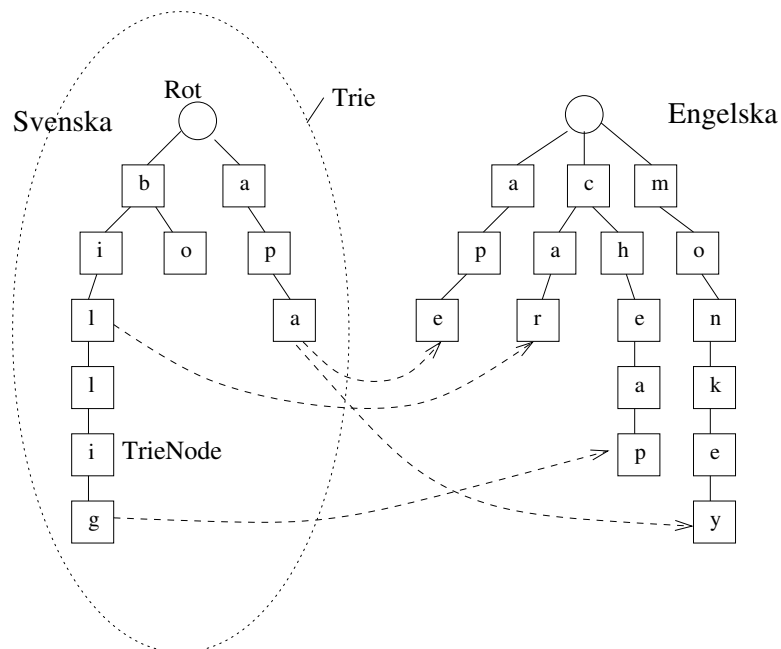 Rot
Trie
Svenska
Engelska
b a
a c m
i o p
p a h o
l a
e r e n
l
a k
i TrieNode
p e
g
y